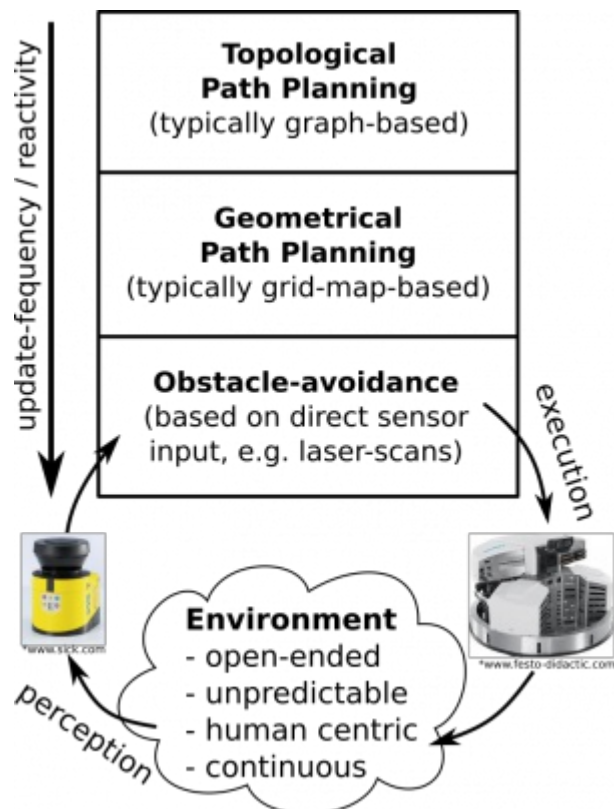 Topological
Path Planning
(typically graph-based)
Geometrical
Path Planning
(typically grid-map-based)
Obstacle-avoidance
(based on direct sensor
input, e.g. laser-scans)
update-fequency / reactivity
execution
*www.sick.com
*www.festo-didactic.com
Environment
- open-ended
- unpredictable
- human centric
- continuous
perception